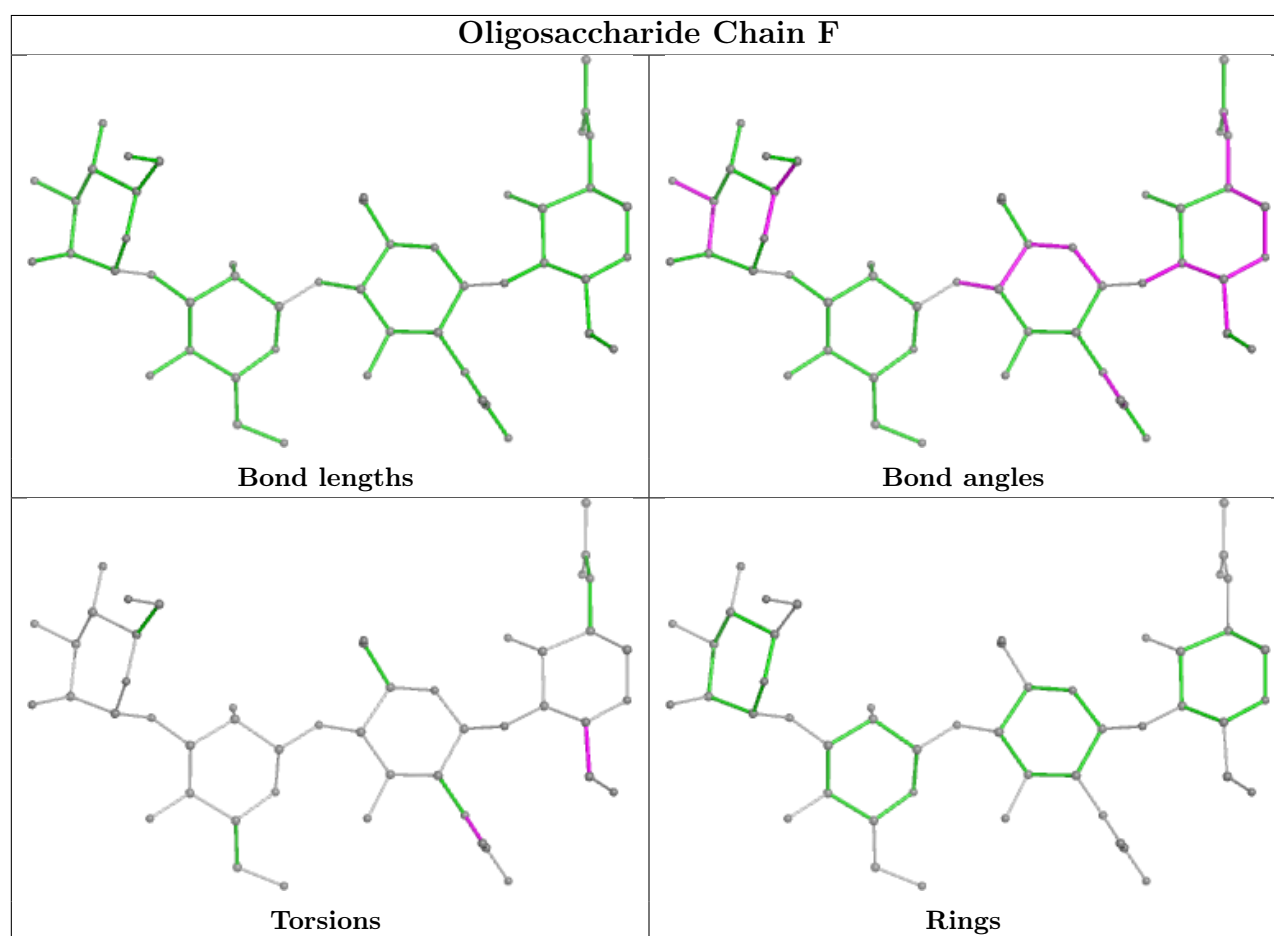 Oligosaccharide Chain F
Bond lengths
Bond angles
Torsions
Rings